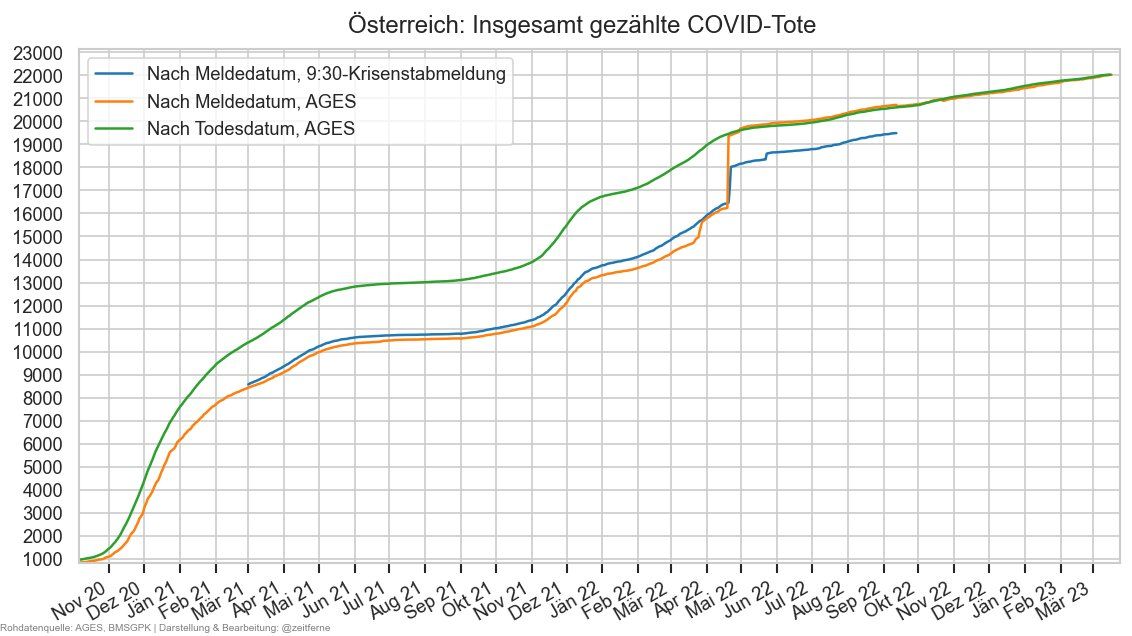 Österreich: Insgesamt gezählte COVID-Tote
23000
22000
21000
20000
19000
18000
17000
16000
15000
14000
13000
12000
11000
10000
9000
8000
7000
6000
5000
4000
3000
2000
1000
Nach Meldedatum, 9:30-Krisenstabmeldung
Nach Meldedatum, AGES
Nach Todesdatum, AGES
Nov 20
Dez 20
Jän 21
Feb 21
Mär 21
Apr 21
Mai 21
Jun 21
Jul 21
Aug 21
Sep 21
Okt 21
Nov 21
Dez 21
Jän 22
Feb 22
Mär 22
Apr 22
Mai 22
Jun 22
Jul 22
Aug 22
Sep 22
Okt 22
Nov 22
Dez 22
Jän 23
Feb 23
Mär 23
Rohdatenquelle: AGES, BMSGPK | Darstellung & Bearbeitung: @zeitferne